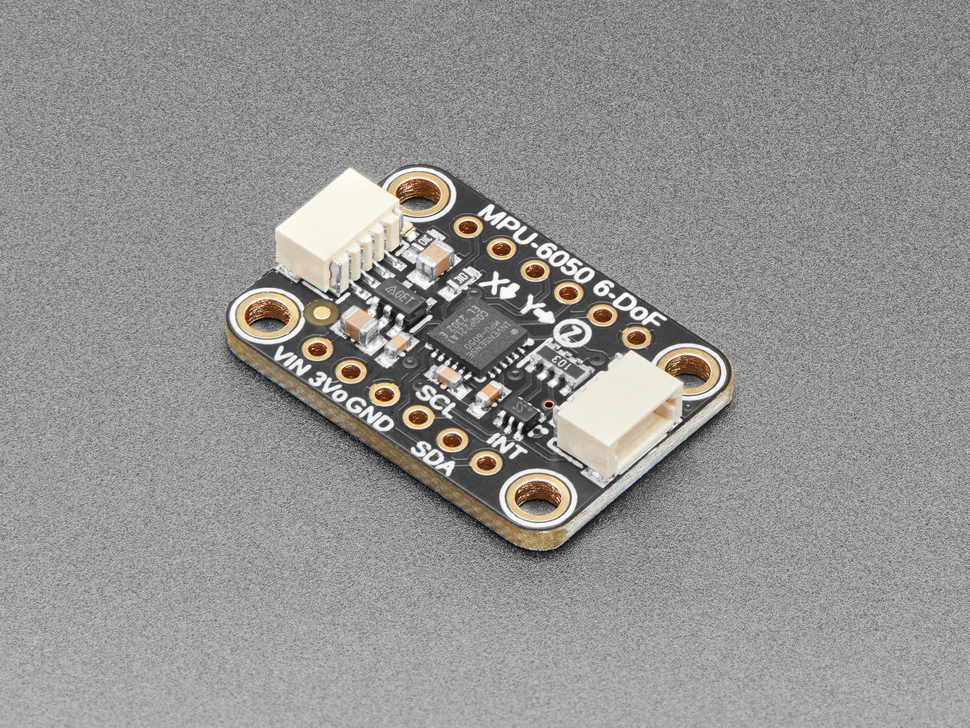 MPU-6050 6-DoF
X Y
Z
103
VIN 3Vo GND
SCL
SDA
INT